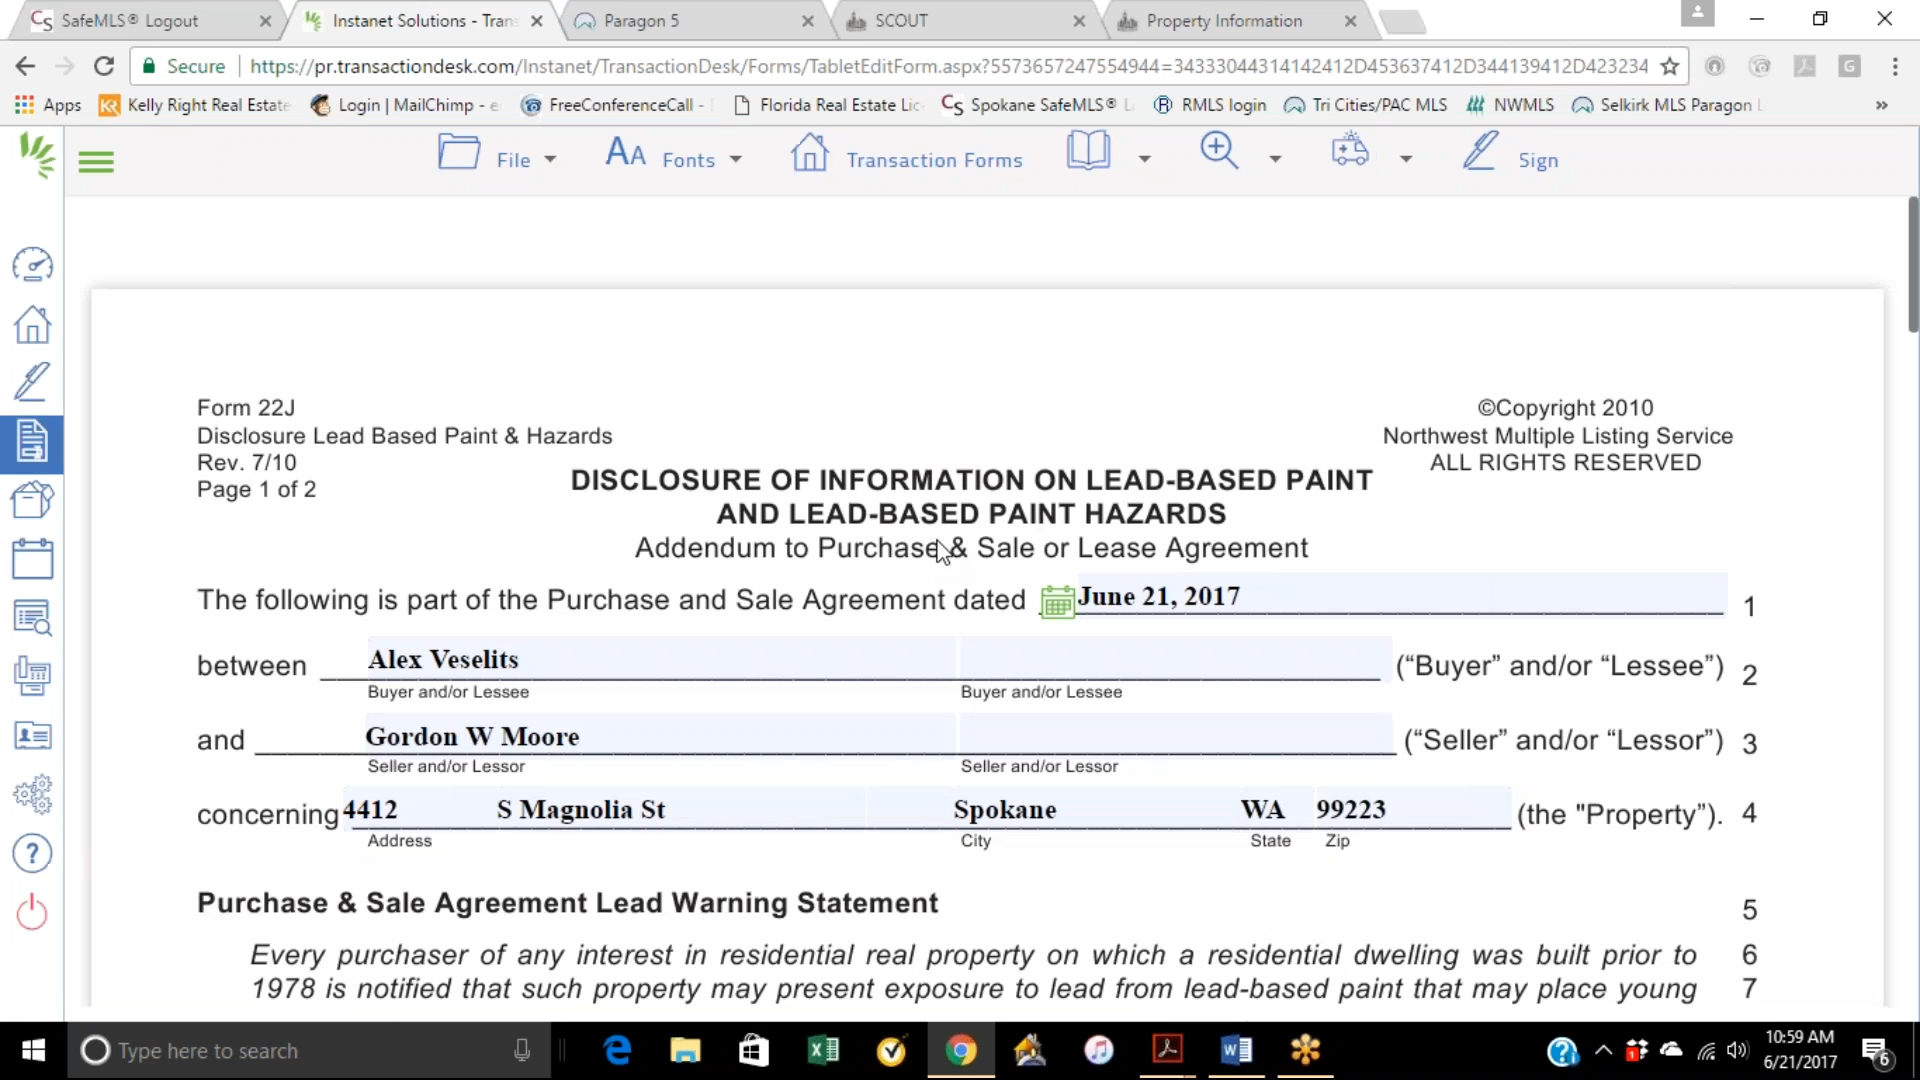 SafeMLS® Logout
Instanet Solutions - Tran
Paragon 5
SCOUT
Property Information
Secure
https://pr.transactiondesk.com/Instanet/TransactionDesk/Forms/TabletEditForm.aspx?5573657247554944=34333044314142412D453637412D344139412D423234
Apps
Kelly Right Real Estate
Login | MailChimp - e
FreeConferenceCall -
Florida Real Estate Lic
Spokane SafeMLS® L
RMLS login
Tri Cities/PAC MLS
NWMLS
Selkirk MLS Paragon
»
File
Fonts
Transaction Forms
Sign
Form 22J
Disclosure Lead Based Paint & Hazards
Rev. 7/10
Page 1 of 2
©Copyright 2010
Northwest Multiple Listing Service
ALL RIGHTS RESERVED
DISCLOSURE OF INFORMATION ON LEAD-BASED PAINT
AND LEAD-BASED PAINT HAZARDS
Addendum to Purchase & Sale or Lease Agreement
The following is part of the Purchase and Sale Agreement dated June 21, 2017 1
between Alex Veselits (“Buyer” and/or “Lessee”) 2
Buyer and/or Lessee Buyer and/or Lessee
and Gordon W Moore (“Seller” and/or “Lessor”) 3
Seller and/or Lessor Seller and/or Lessor
concerning 4412 S Magnolia St Spokane WA 99223 (the "Property”). 4
Address City State Zip
Purchase & Sale Agreement Lead Warning Statement 5
Every purchaser of any interest in residential real property on which a residential dwelling was built prior to 6
1978 is notified that such property may present exposure to lead from lead-based paint that may place young 7
Type here to search
10:59 AM
6/21/2017
6